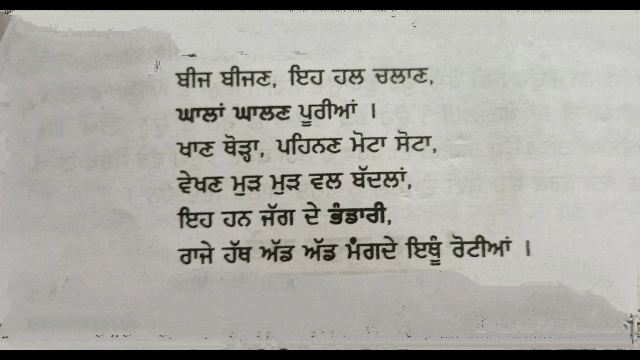 ਬੀਜ ਬੀਜਣ, ਇਹ ਹਲ ਚਲਾਣ,
ਘਾਲਾਂ ਘਾਲਣ ਪੂਰੀਆਂ ।
ਖਾਣ ਥੋੜ੍ਹਾ, ਪਹਿਨਣ ਮੋਟਾ ਸੋਟਾ,
ਵੇਖਣ ਮੁੜ ਮੁੜ ਵਲ ਬੱਦਲਾਂ,
ਇਹ ਹਨ ਜੱਗ ਦੇ ਭੰਡਾਰੀ,
ਰਾਜੇ ਹੱਥ ਅੱਡ ਅੱਡ ਮੰਗਦੇ ਇਥੂੰ ਰੋਟੀਆਂ ।